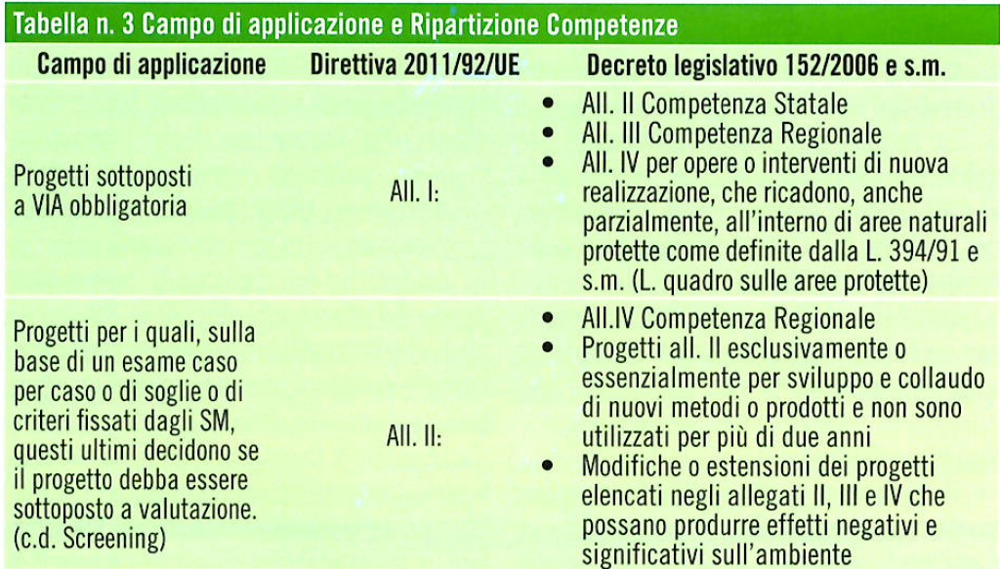 Tabella n. 3 Campo di applicazione e Ripartizione Competenze
Campo di applicazione Direttiva 2011/92/UE Decreto legislativo 152/2006 e s.m.
Progetti sottoposti
a VIA obbligatoria
All. I:
• All. II Competenza Statale
• All. III Competenza Regionale
• All. IV per opere o interventi di nuova
realizzazione, che ricadono, anche
parzialmente, all'interno di aree naturali
protette come definite dalla L. 394/91 e
s.m. (L. quadro sulle aree protette)
Progetti per i quali, sulla
base di un esame caso
per caso o di soglie o di
criteri fissati dagli SM,
questi ultimi decidono se
il progetto debba essere
sottoposto a valutazione.
(c.d. Screening)
All. II:
• All.IV Competenza Regionale
• Progetti all. II esclusivamente o
essenzialmente per sviluppo e collaudo
di nuovi metodi o prodotti e non sono
utilizzati per più di due anni
• Modifiche o estensioni dei progetti
elencati negli allegati II, III e IV che
possano produrre effetti negativi e
significativi sull'ambiente